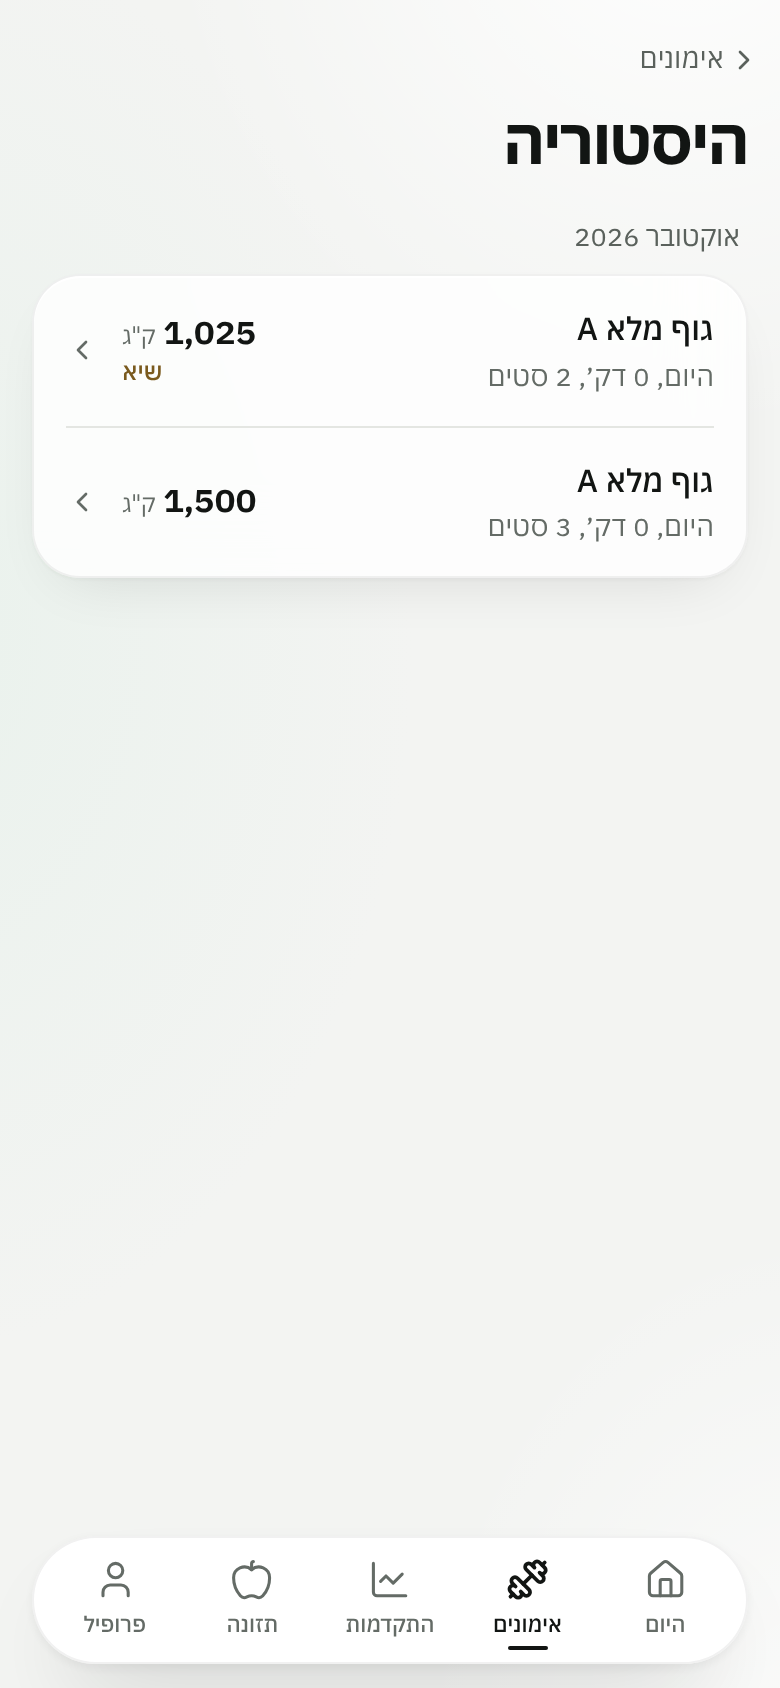 אימונים
היסטוריה
אוקטובר 2026
גוף מלא A
היום, 0 דק’, 2 סטים
1,025 ק"ג
שיא
גוף מלא A
היום, 0 דק’, 3 סטים
1,500 ק"ג
היום
אימונים
התקדמות
תזונה
פרופיל